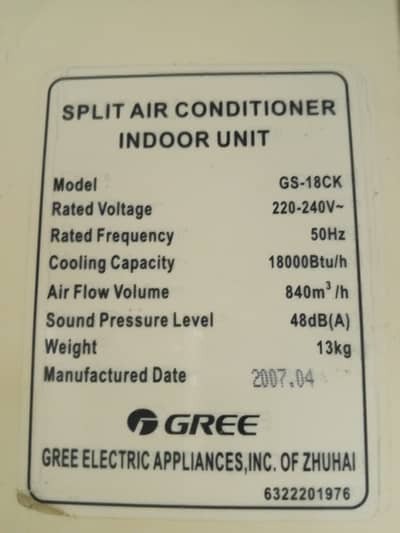 SPLIT AIR CONDITIONER
INDOOR UNIT
Model GS-18CK
Rated Voltage 220-240V~
Rated Frequency 50Hz
Cooling Capacity 18000Btu/h
Air Flow Volume 840m³/h
Sound Pressure Level 48dB(A)
Weight 13kg
Manufactured Date 2007.04
GREE
GREE ELECTRIC APPLIANCES,INC. OF ZHUHAI
6322201976